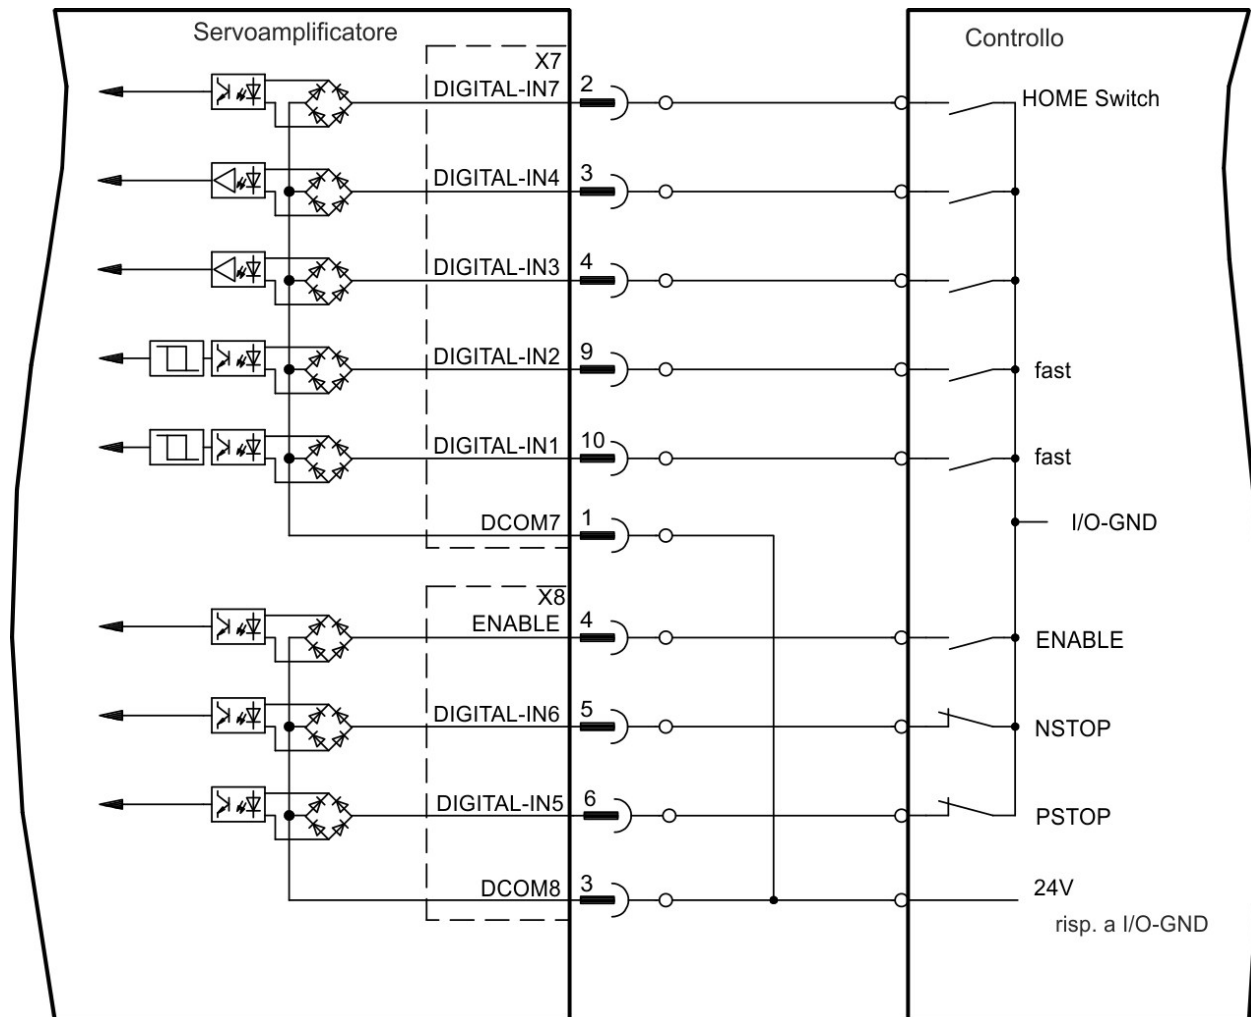 Servoamplificatore
Controllo
X7
DIGITAL-IN7 2 HOME Switch
DIGITAL-IN4 3
DIGITAL-IN3 4
DIGITAL-IN2 9 fast
DIGITAL-IN1 10 fast
DCOM7 1 I/O-GND
X8
ENABLE 4 ENABLE
DIGITAL-IN6 5 NSTOP
DIGITAL-IN5 6 PSTOP
DCOM8 3 24V
risp. a I/O-GND